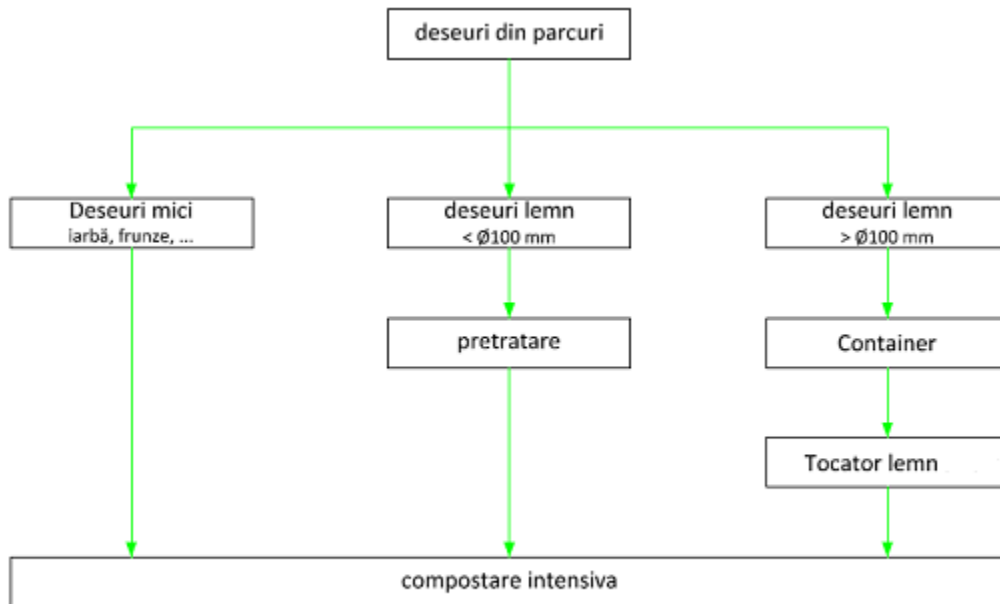 deseuri din parcuri
Deseuri mici
iarbă, frunze, ...
deseuri lemn
< Ø100 mm
deseuri lemn
> Ø100 mm
pretratare
Container
Tocator lemn
compostare intensiva